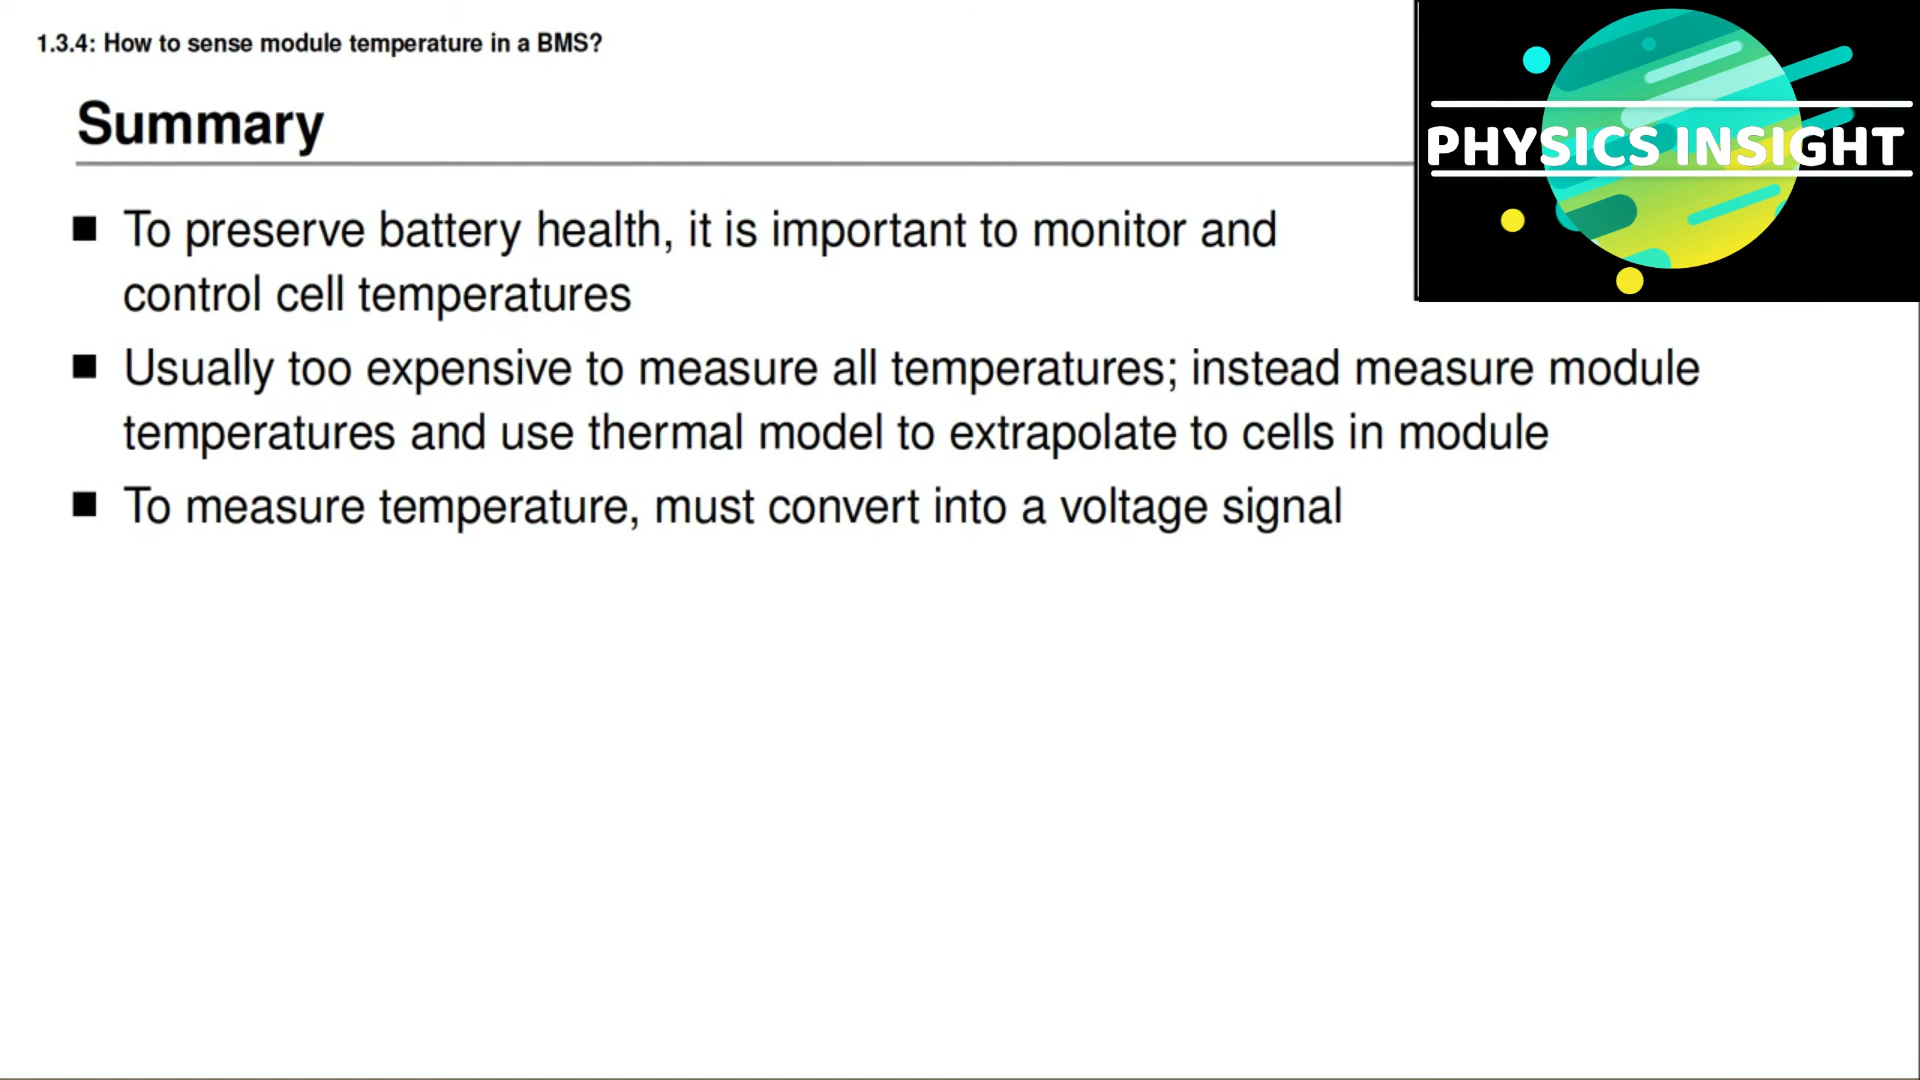 1.3.4: How to sense module temperature in a BMS?
Summary
PHYSICS INSIGHT
To preserve battery health, it is important to monitor and
control cell temperatures
Usually too expensive to measure all temperatures; instead measure module
temperatures and use thermal model to extrapolate to cells in module
To measure temperature, must convert into a voltage signal